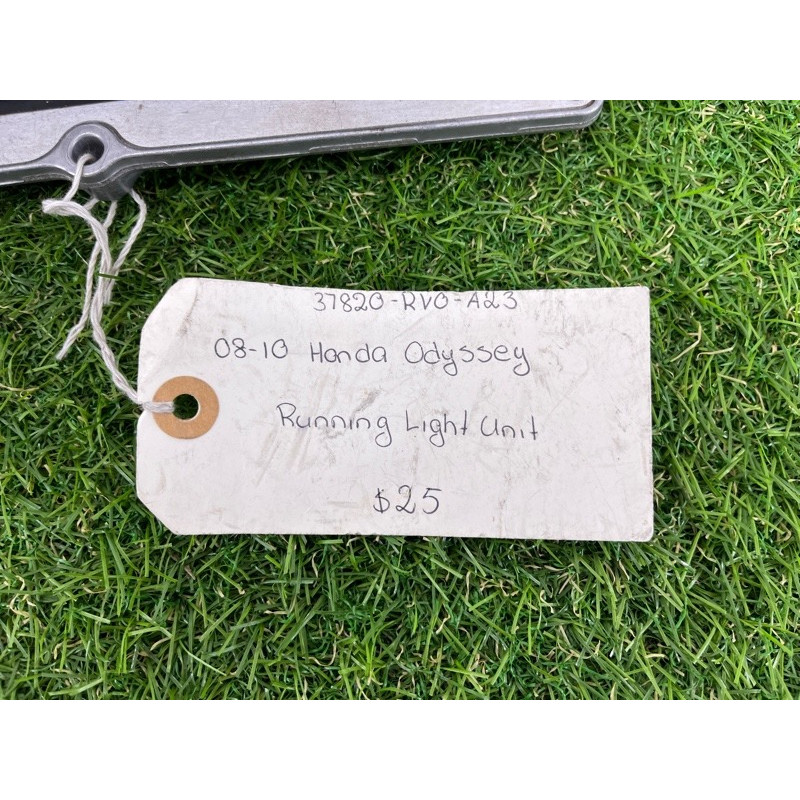 37820-RV0-A23
08-10 Honda Odyssey
Running Light Unit
$25